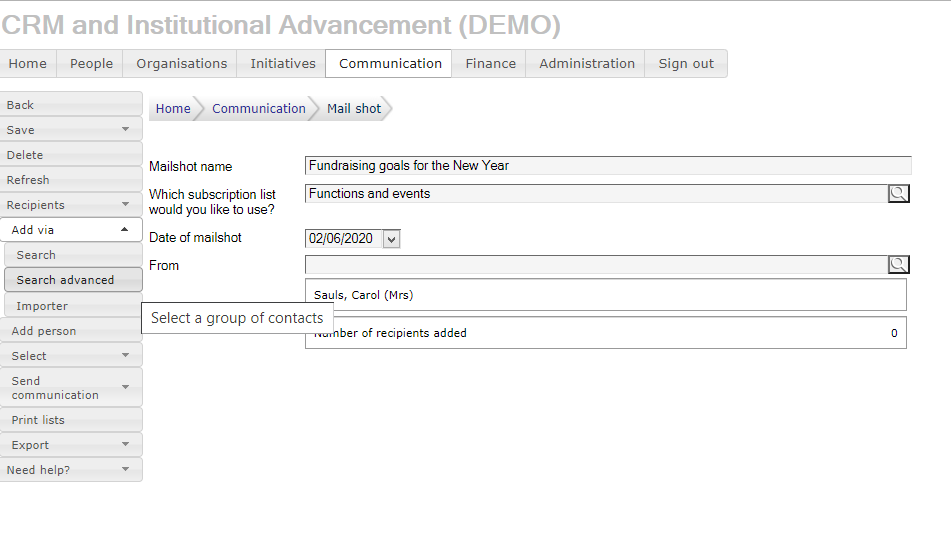 CRM and Institutional Advancement (DEMO)
Home People Organisations Initiatives Communication Finance Administration Sign out
Back
Save
Delete
Refresh
Recipients
Add via
Search
Search advanced
Importer
Add person
Select
Send
communication
Print lists
Export
Need help?
Home Communication Mail shot
Mailshot name Fundraising goals for the New Year
Which subscription list
would you like to use? Functions and events
Date of mailshot 02/06/2020
From
Sauls, Carol (Mrs)
Select a group of contacts
Number of recipients added 0